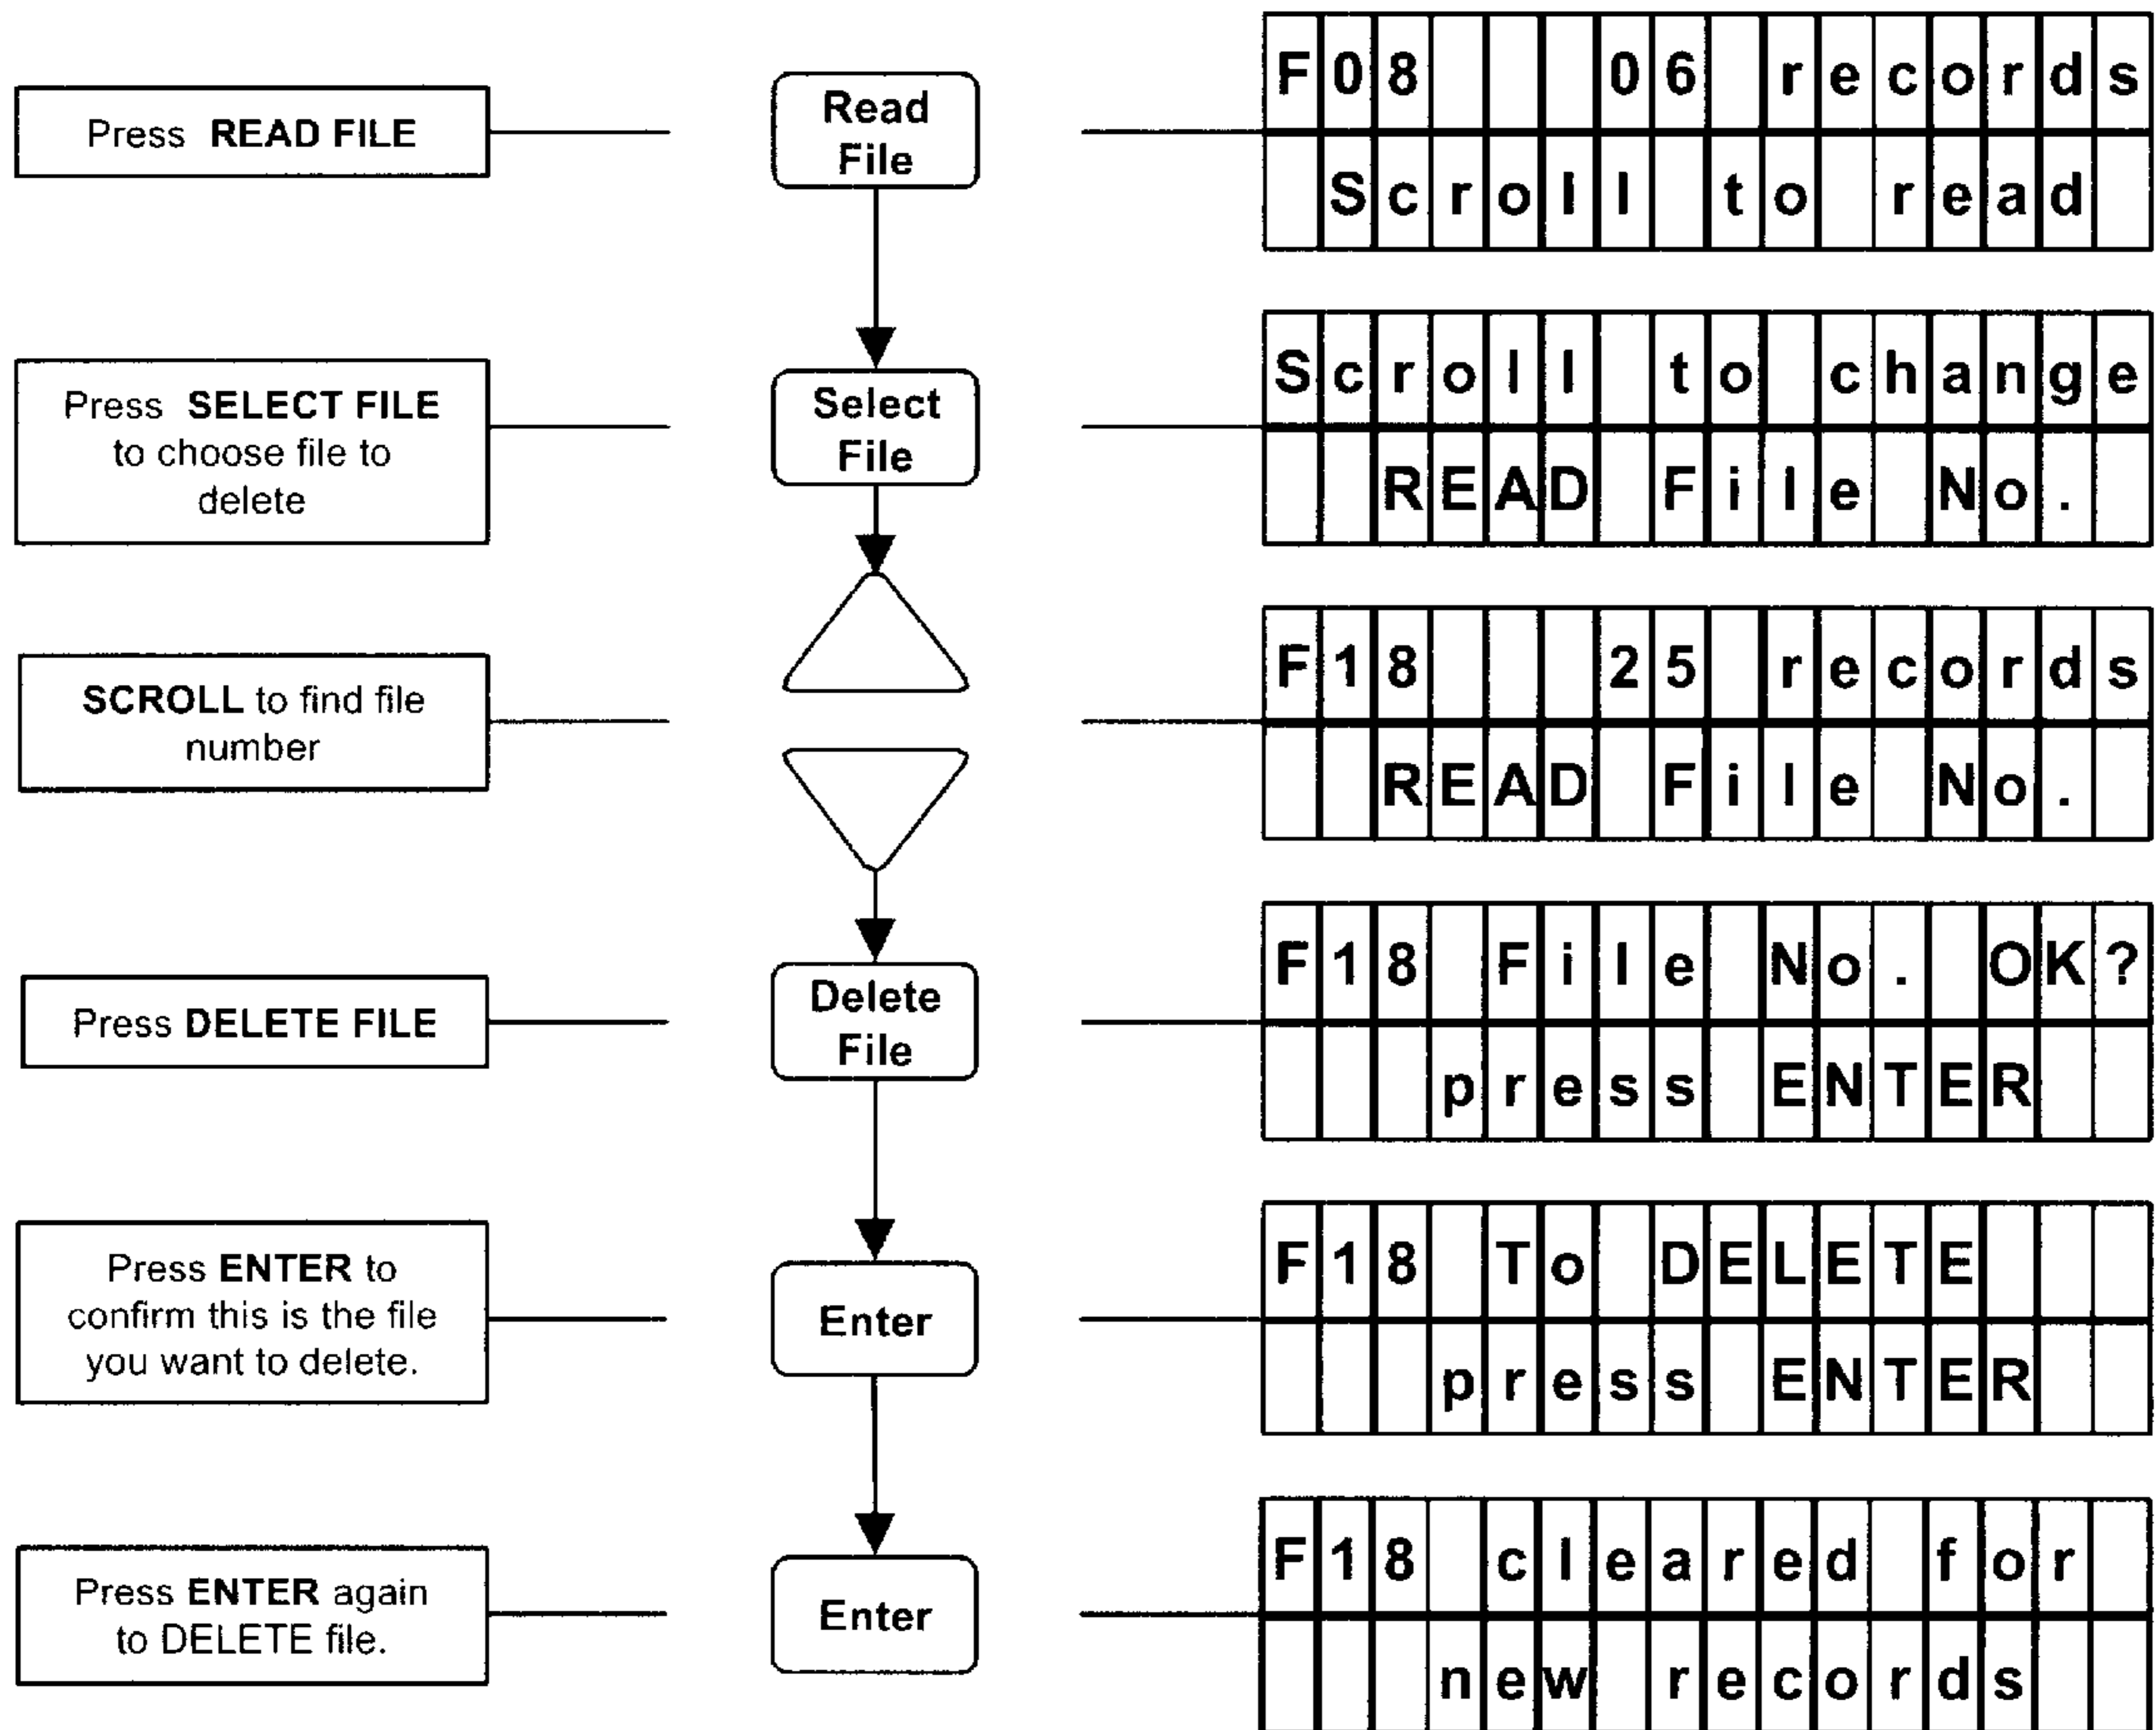 Press READ FILE
Read
File
F08 06 records
Scroll to read
Press SELECT FILE
to choose file to
delete
Select
File
Scroll to change
READ File No.
SCROLL to find file
number
F18 25 records
READ File No.
Press DELETE FILE
Delete
File
F18 File No. OK?
press ENTER
Press ENTER to
confirm this is the file
you want to delete.
Enter
F18 To DELETE
press ENTER
Press ENTER again
to DELETE file.
Enter
F18 cleared for
new records